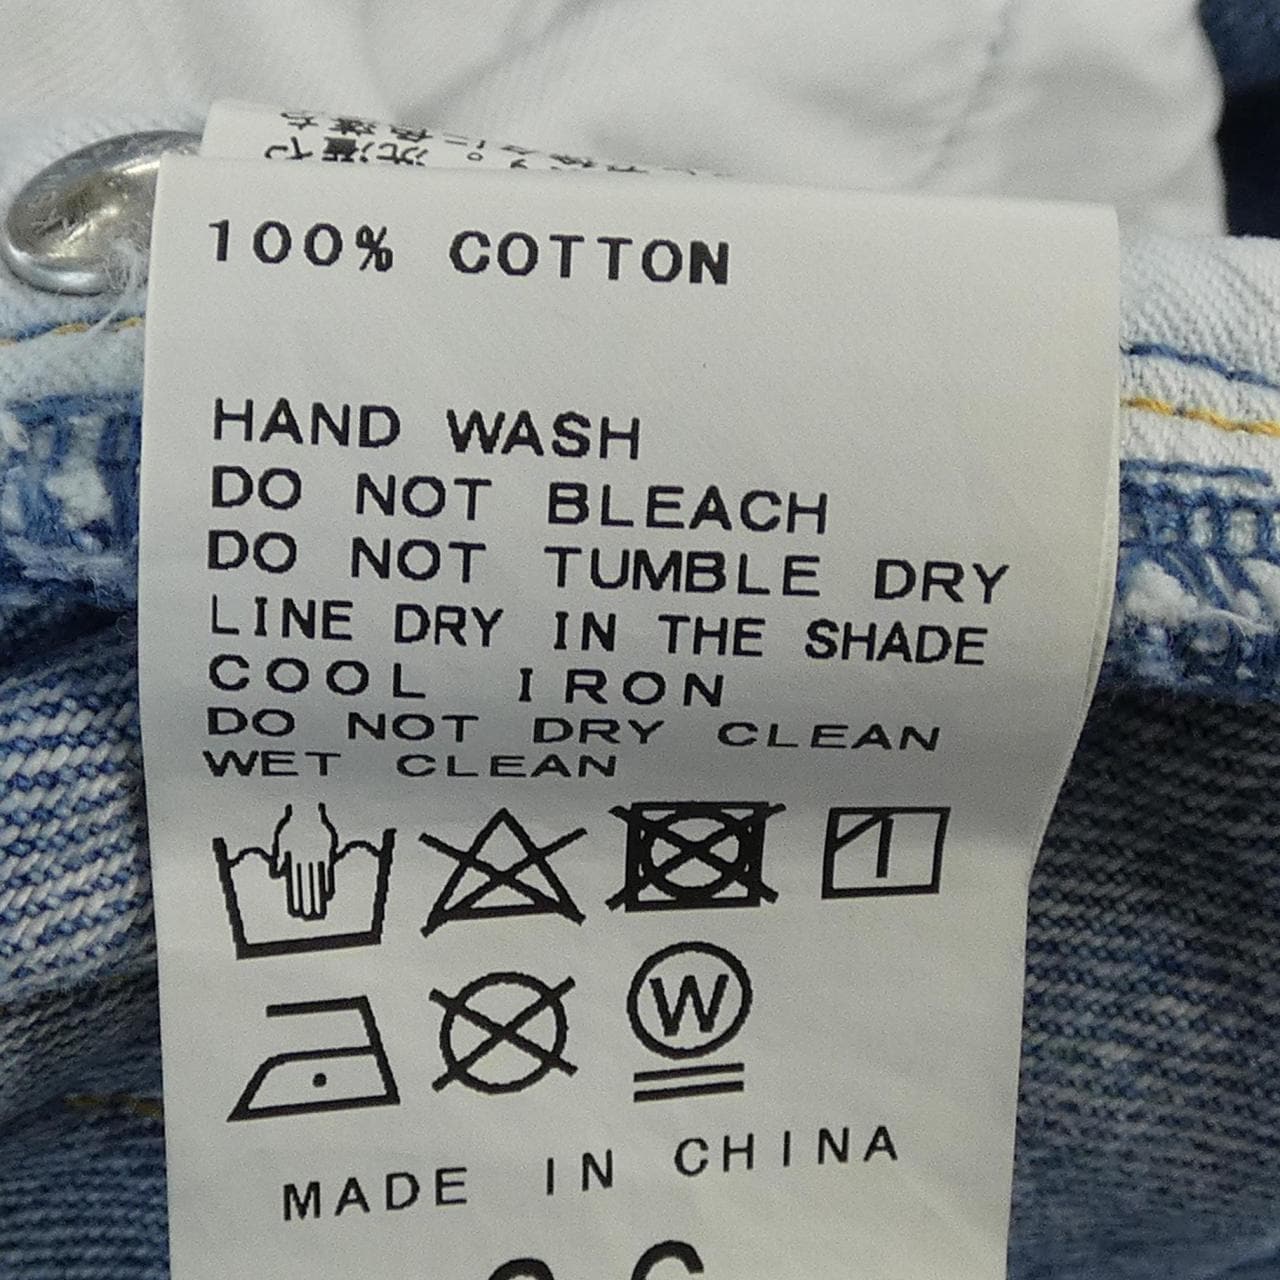 100% COTTON
HAND WASH
DO NOT BLEACH
DO NOT TUMBLE DRY
LINE DRY IN THE SHADE
COOL IRON
DO NOT DRY CLEAN
WET CLEAN
W
MADE IN CHINA